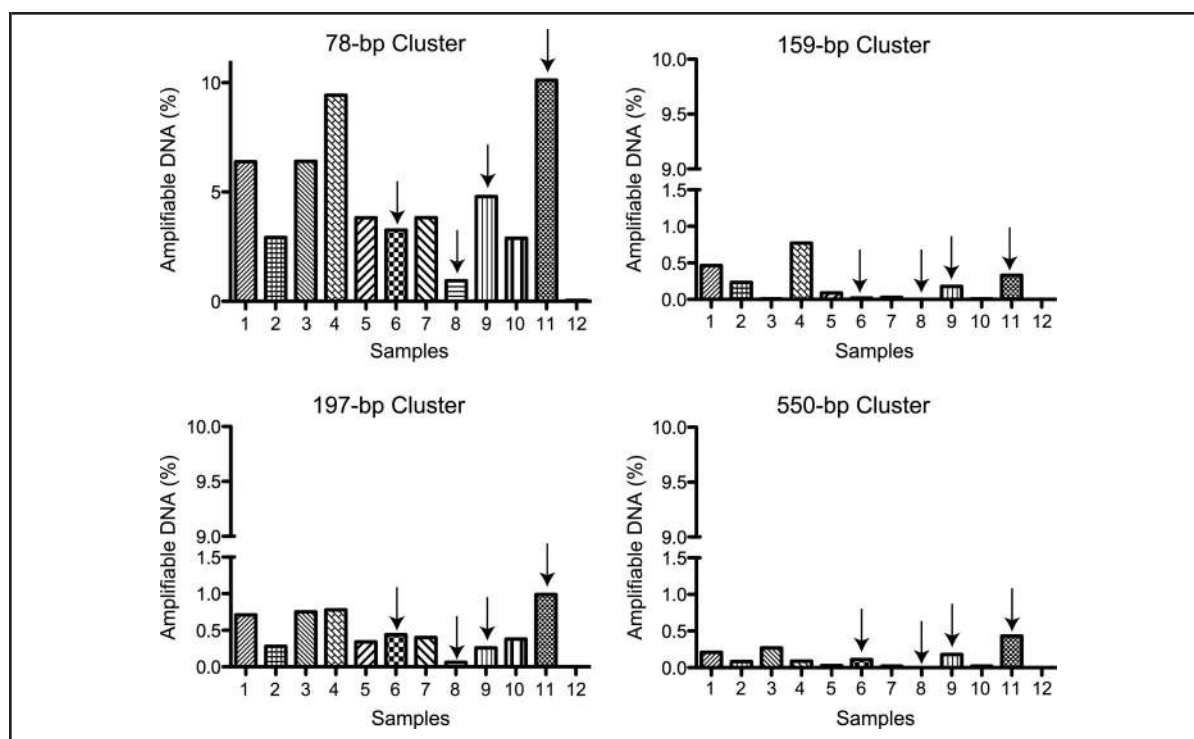 78-bp Cluster
Amplifiable DNA (%)
10
5
0
1 2 3 4 5 6 7 8 9 10 11 12
Samples
159-bp Cluster
Amplifiable DNA (%)
10.0
9.5
9.0
1.5
1.0
0.5
0.0
1 2 3 4 5 6 7 8 9 10 11 12
Samples
197-bp Cluster
Amplifiable DNA (%)
10.0
9.5
9.0
1.5
1.0
0.5
0.0
1 2 3 4 5 6 7 8 9 10 11 12
Samples
550-bp Cluster
Amplifiable DNA (%)
10.0
9.5
9.0
1.5
1.0
0.5
0.0
1 2 3 4 5 6 7 8 9 10 11 12
Samples